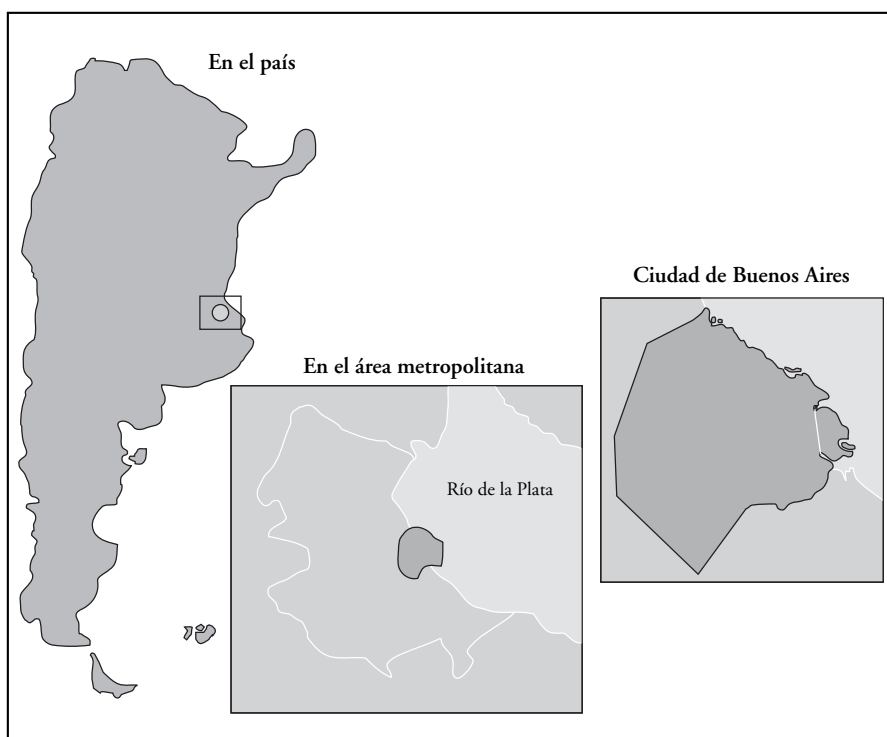 En el país
Ciudad de Buenos Aires
En el área metropolitana
Río de la Plata